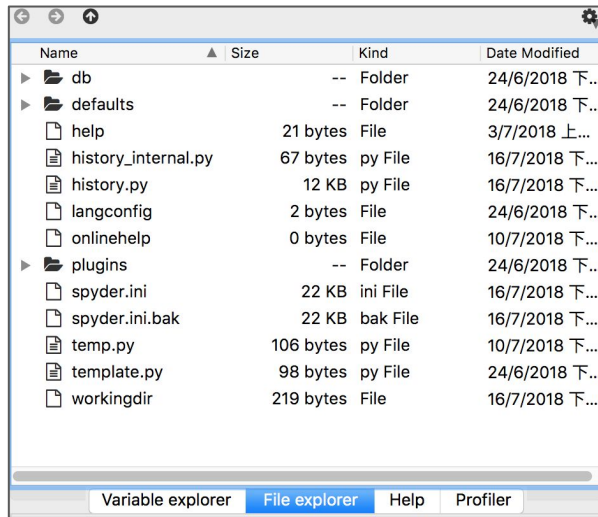 Name Size Kind Date Modified
db -- Folder 24/6/2018 下...
defaults -- Folder 24/6/2018 下...
help 21 bytes File 3/7/2018 上...
history_internal.py 67 bytes py File 16/7/2018 下...
history.py 12 KB py File 16/7/2018 下...
langconfig 2 bytes File 24/6/2018 下...
onlinehelp 0 bytes File 10/7/2018 下...
plugins -- Folder 24/6/2018 下...
spyder.ini 22 KB ini File 16/7/2018 下...
spyder.ini.bak 22 KB bak File 16/7/2018 下...
temp.py 106 bytes py File 10/7/2018 下...
template.py 98 bytes py File 24/6/2018 下...
workingdir 219 bytes File 16/7/2018 下...
Variable explorer File explorer Help Profiler